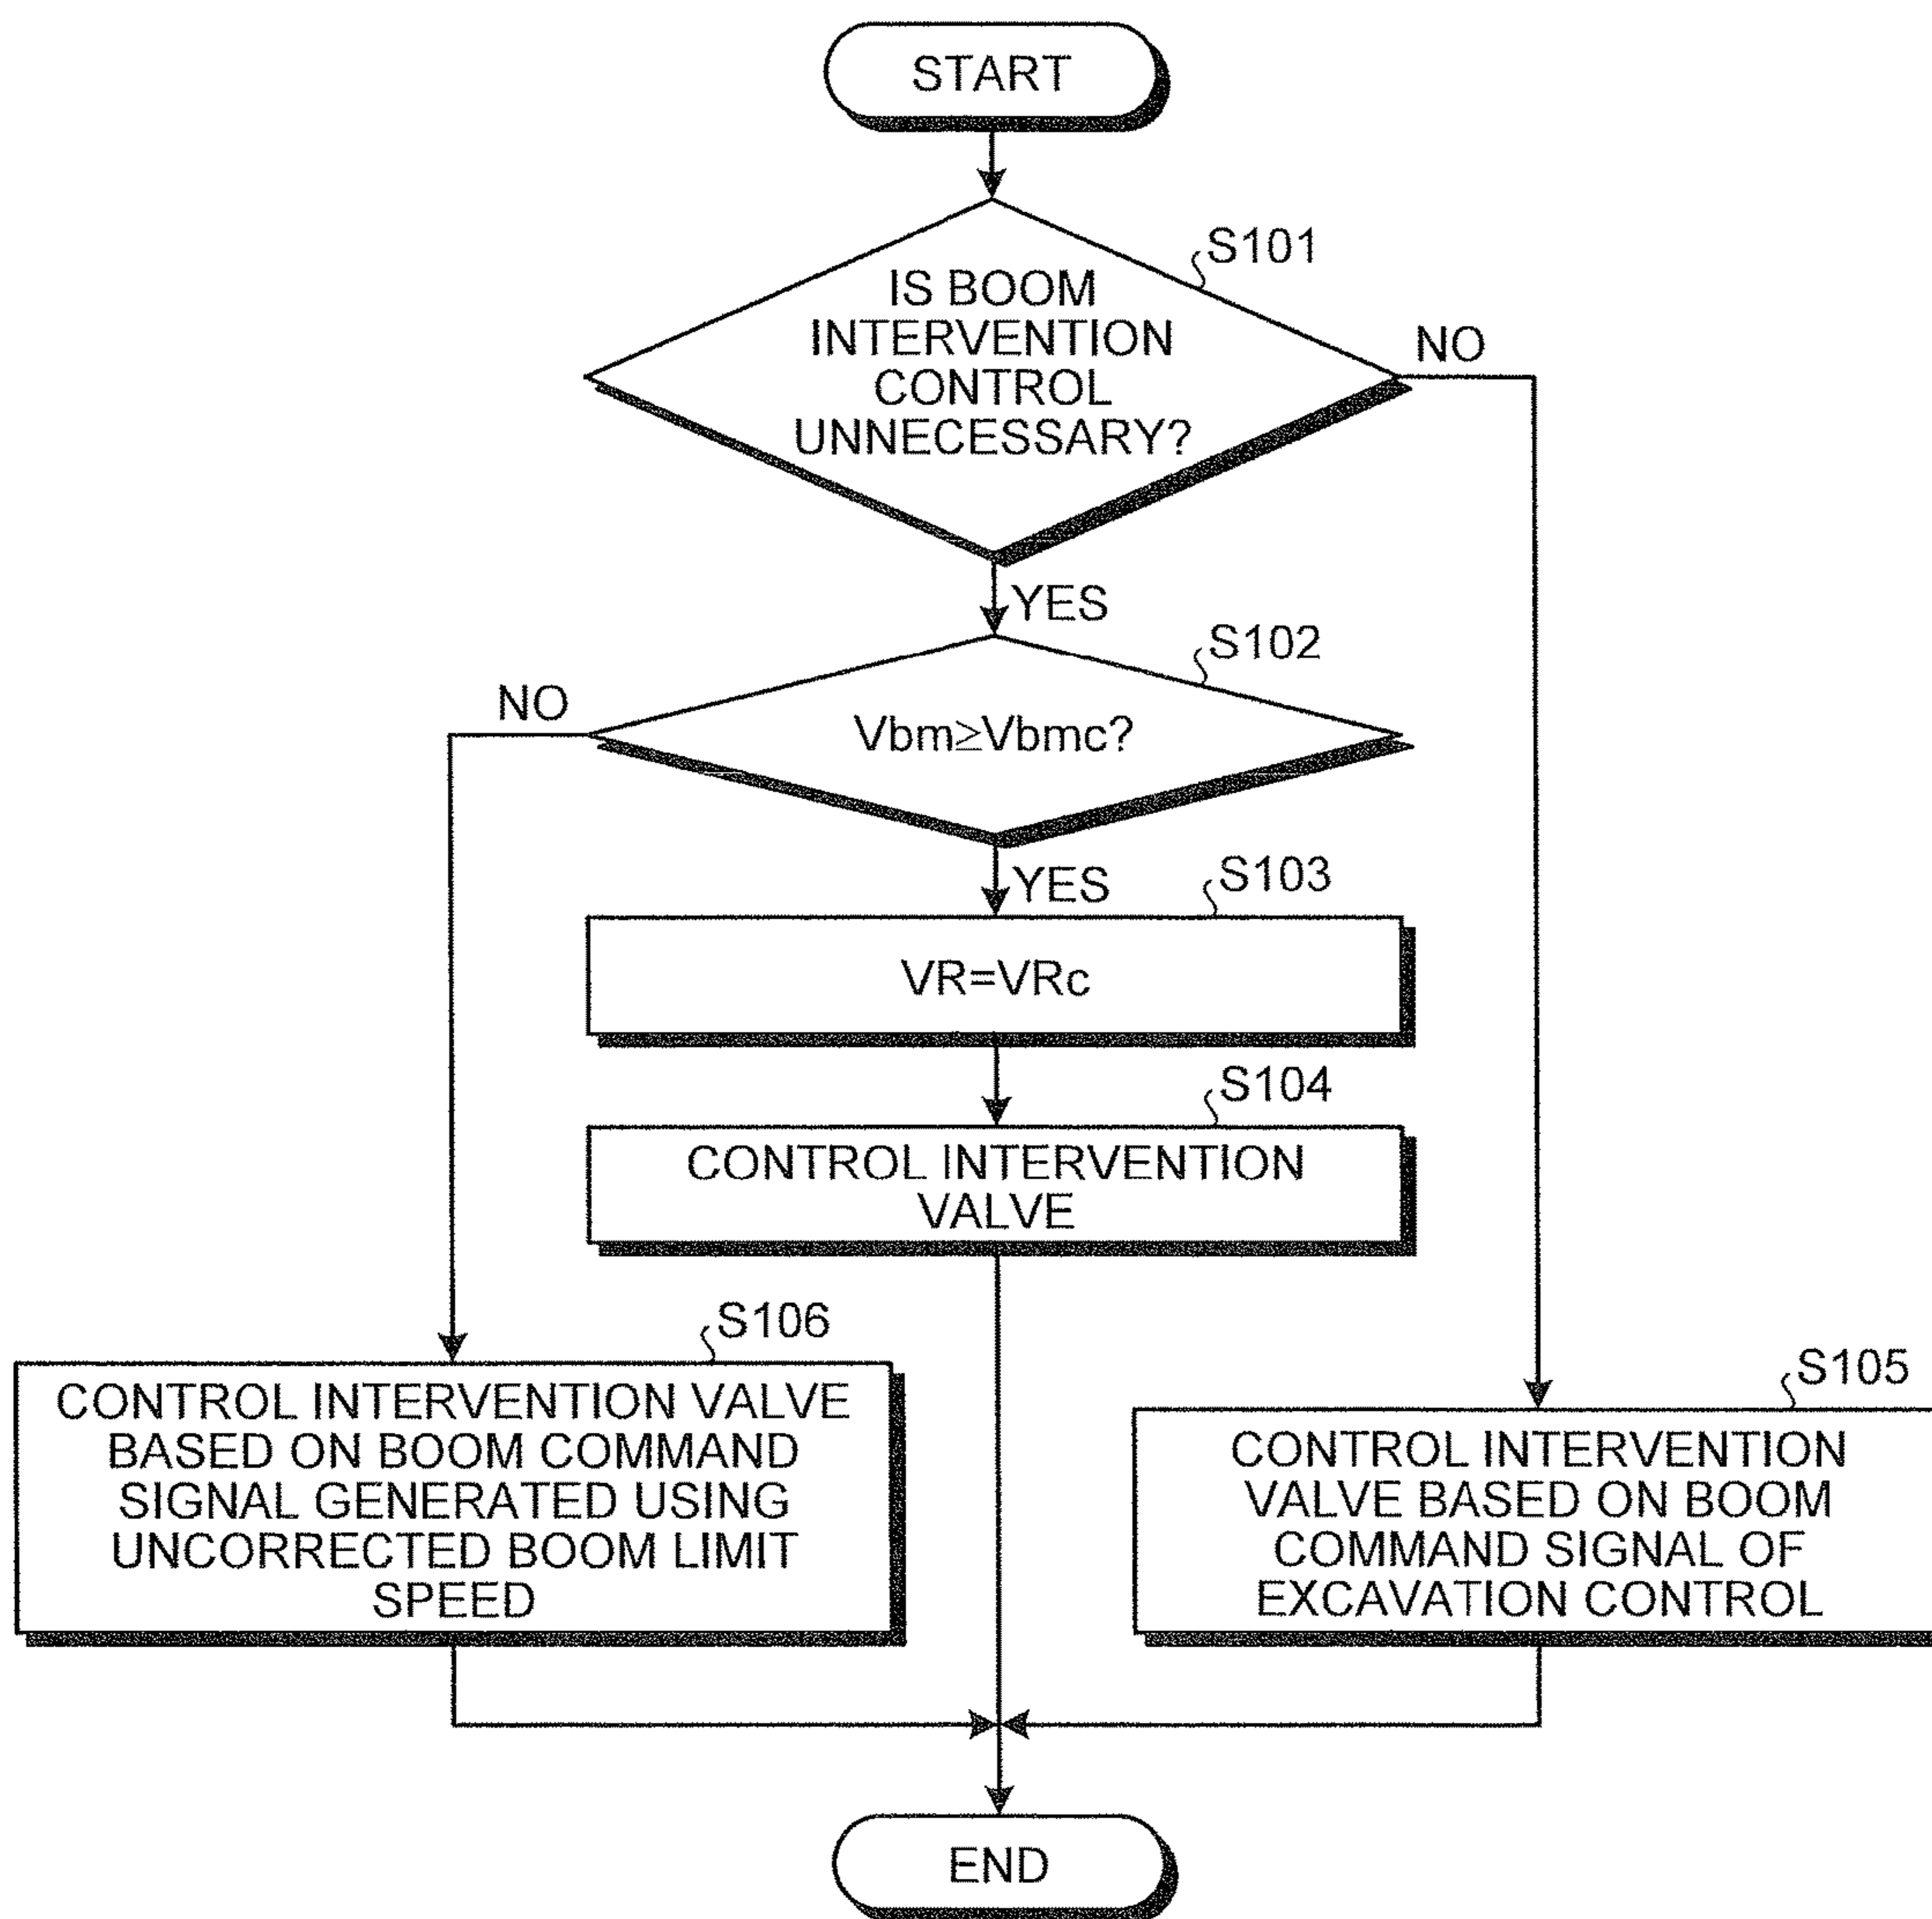 START
S101
IS BOOM
INTERVENTION
CONTROL
UNNECESSARY?
NO
YES
S102
NO
Vbm≥Vbmc?
YES
S103
VR=VRc
S104
CONTROL INTERVENTION
VALVE
S106
CONTROL INTERVENTION VALVE
BASED ON BOOM COMMAND
SIGNAL GENERATED USING
UNCORRECTED BOOM LIMIT
SPEED
S105
CONTROL INTERVENTION
VALVE BASED ON BOOM
COMMAND SIGNAL OF
EXCAVATION CONTROL
END